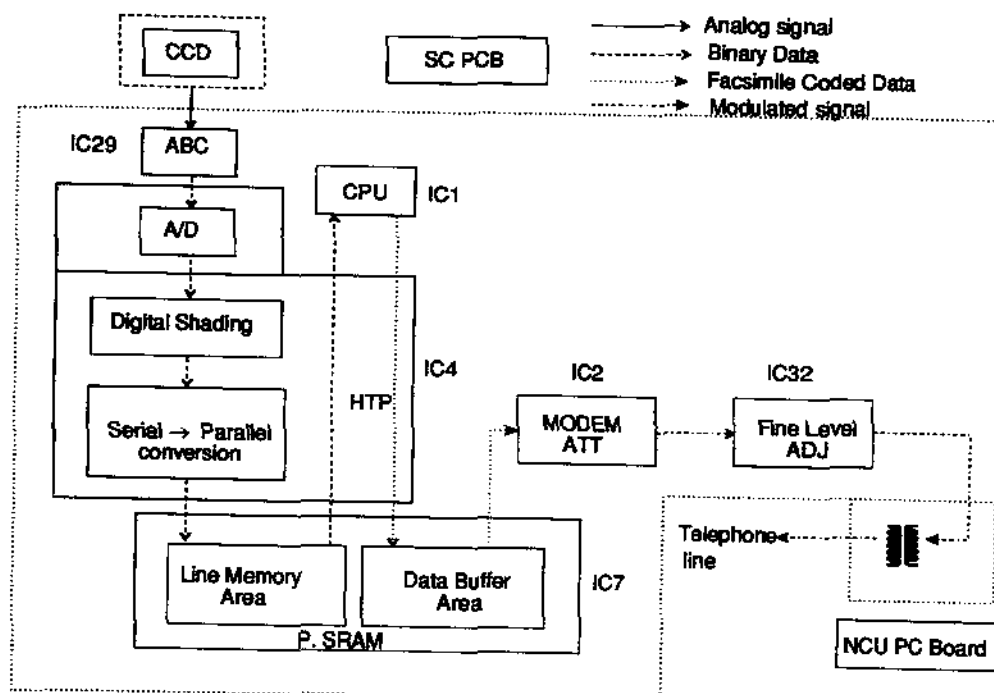 CCD
SC PCB
Analog signal
Binary Data
Facsimile Coded Data
Modulated signal
IC29
ABC
CPU
IC1
A/D
Digital Shading
IC4
HTP
Serial → Parallel
conversion
IC2
IC32
MODEM
ATT
Fine Level
ADJ
Telephone
line
Line Memory
Area
Data Buffer
Area
IC7
P. SRAM
NCU PC Board